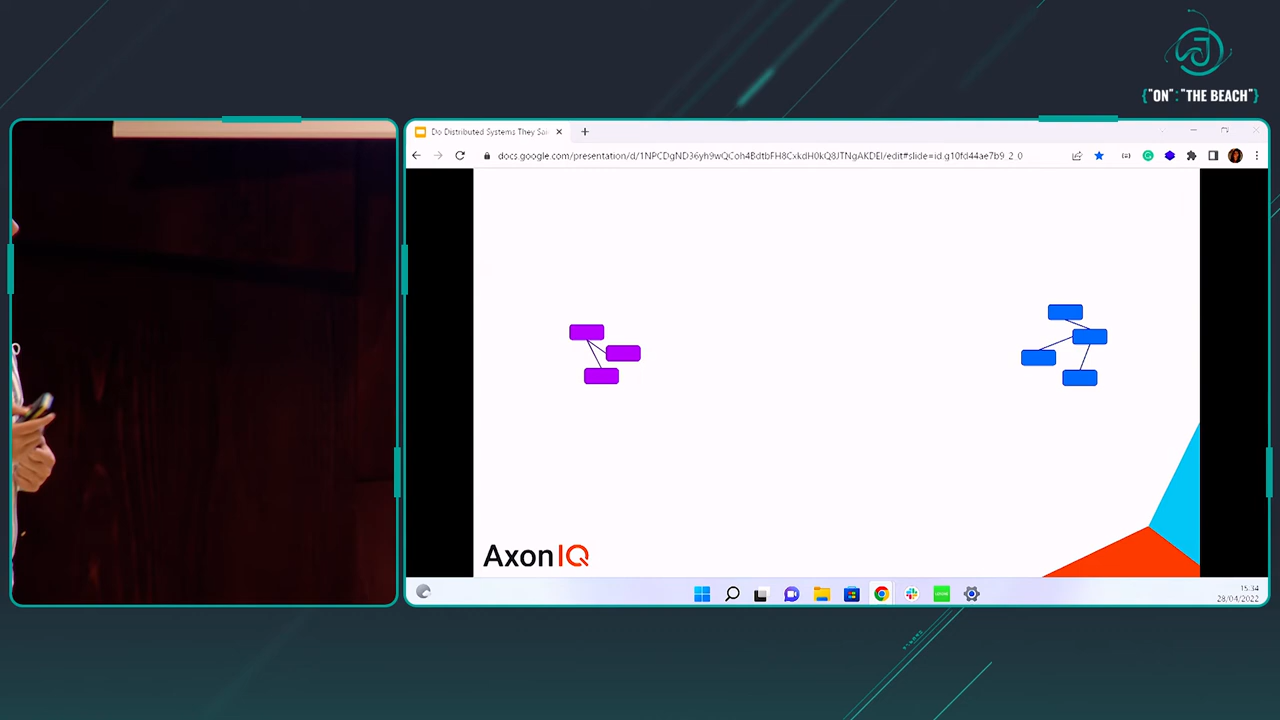 {"ON":"THE BEACH"}
Do Distributed Systems They Sai
docs.google.com/presentation/d/1NPCDgND36yh9wQCoh4BdtbFH8CxkdH0kQ8JTNgAKDEI/edit#slide=id.g10fd44ae7b9_2_0
AxonIQ
15:34
28/04/2022